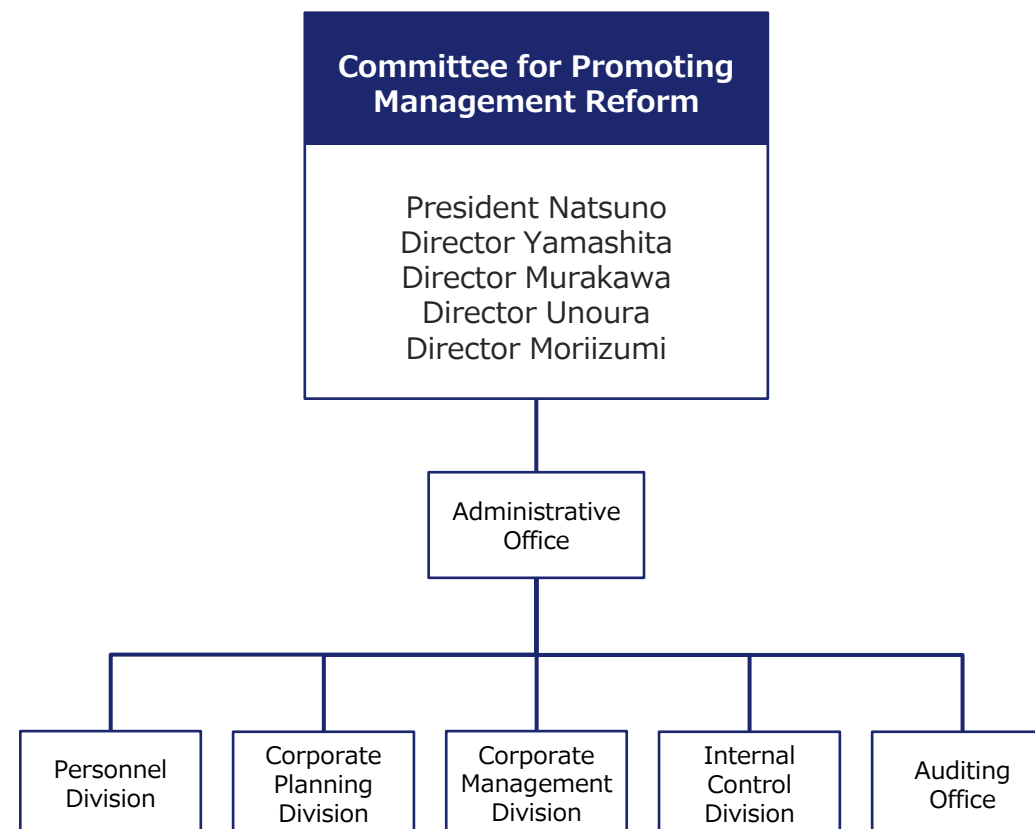 Committee for Promoting
Management Reform
President Natsuno
Director Yamashita
Director Murakawa
Director Unoura
Director Moriizumi
Administrative
Office
Personnel
Division
Corporate
Planning
Division
Corporate
Management
Division
Internal
Control
Division
Auditing
Office